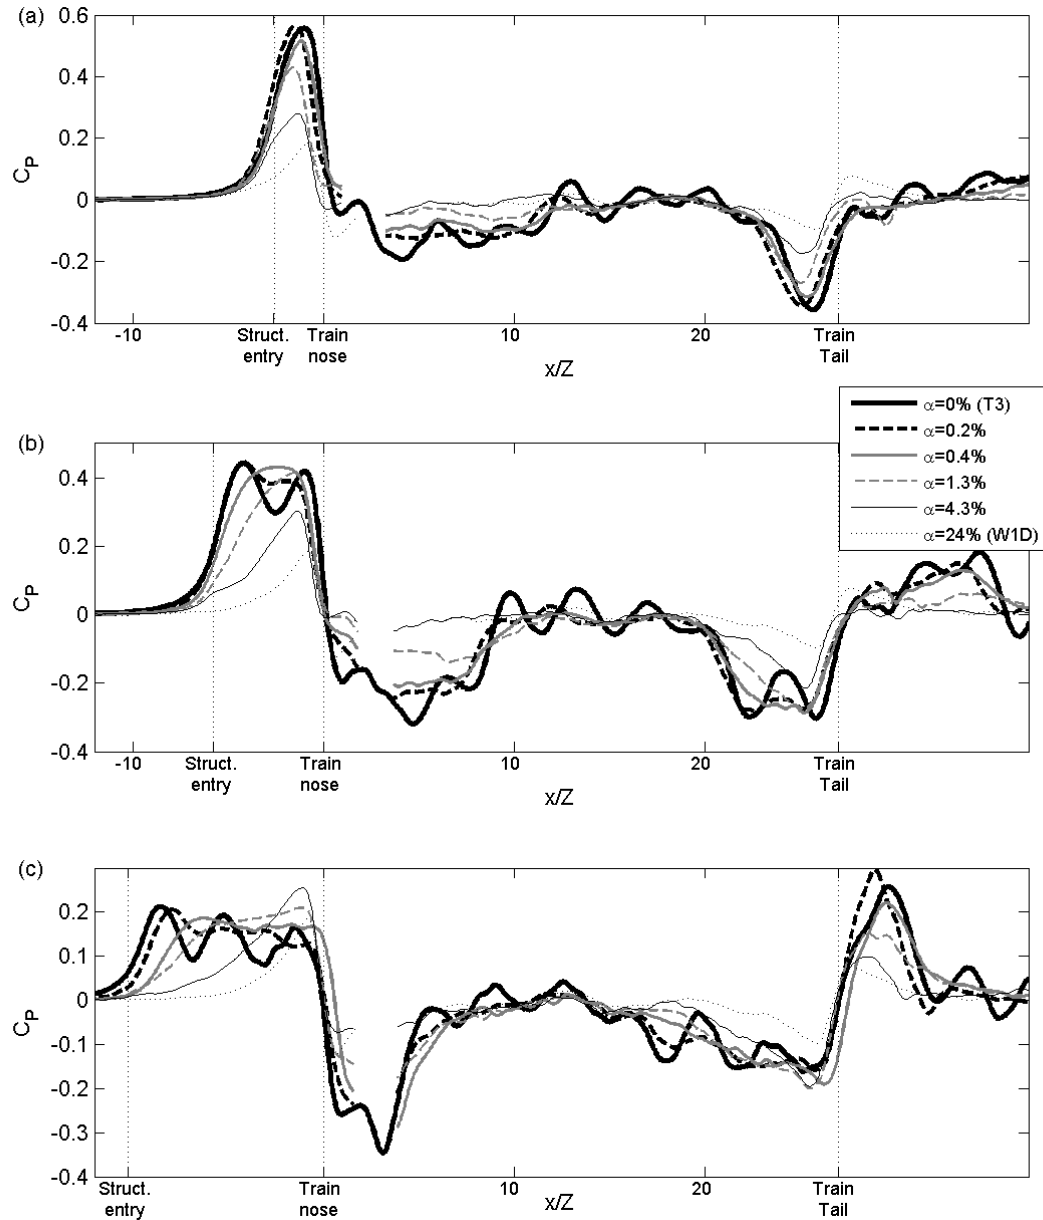 (a)
0.6
0.4
0.2
0
-0.2
-0.4
C_P
-10
Struct.
entry
Train
nose
10
20
Train
Tail
x/Z
α=0% (T3)
α=0.2%
α=0.4%
α=1.3%
α=4.3%
α=24% (W1D)
(b)
0.4
0.2
0
-0.2
-0.4
C_P
-10
Struct.
entry
Train
nose
10
20
Train
Tail
x/Z
(c)
0.2
0.1
0
-0.1
-0.2
-0.3
-0.4
C_P
Struct.
entry
Train
nose
10
20
Train
Tail
x/Z